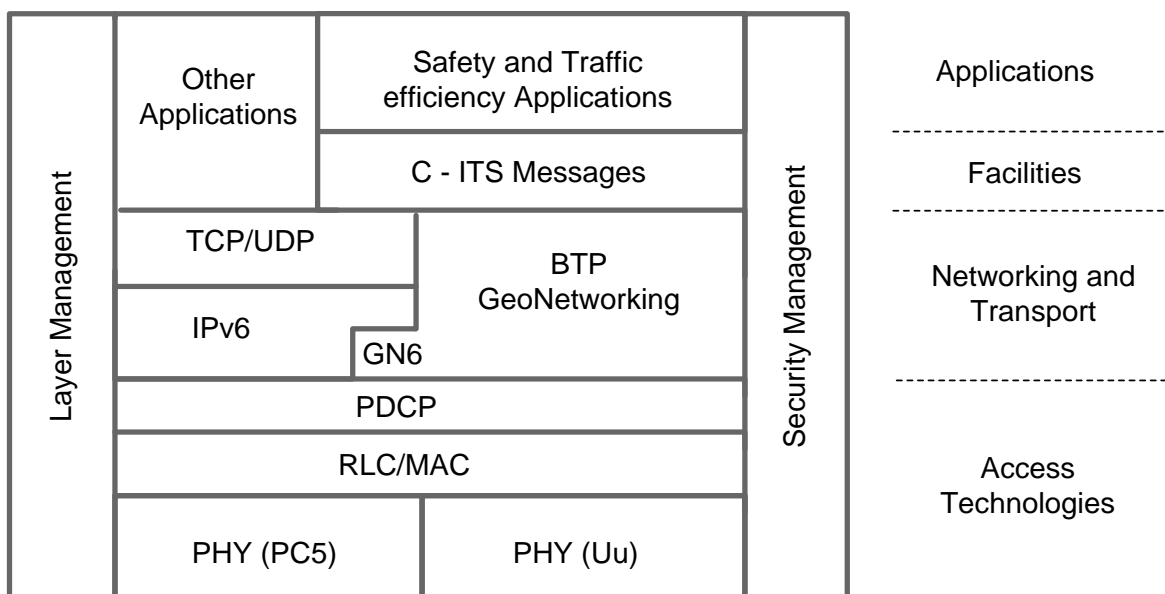 Layer Management
Other
Applications
Safety and Traffic
efficiency Applications
C - ITS Messages
TCP/UDP
BTP
GeoNetworking
IPv6
GN6
PDCP
RLC/MAC
PHY (PC5)
PHY (Uu)
Security Management
Applications
Facilities
Networking and
Transport
Access
Technologies